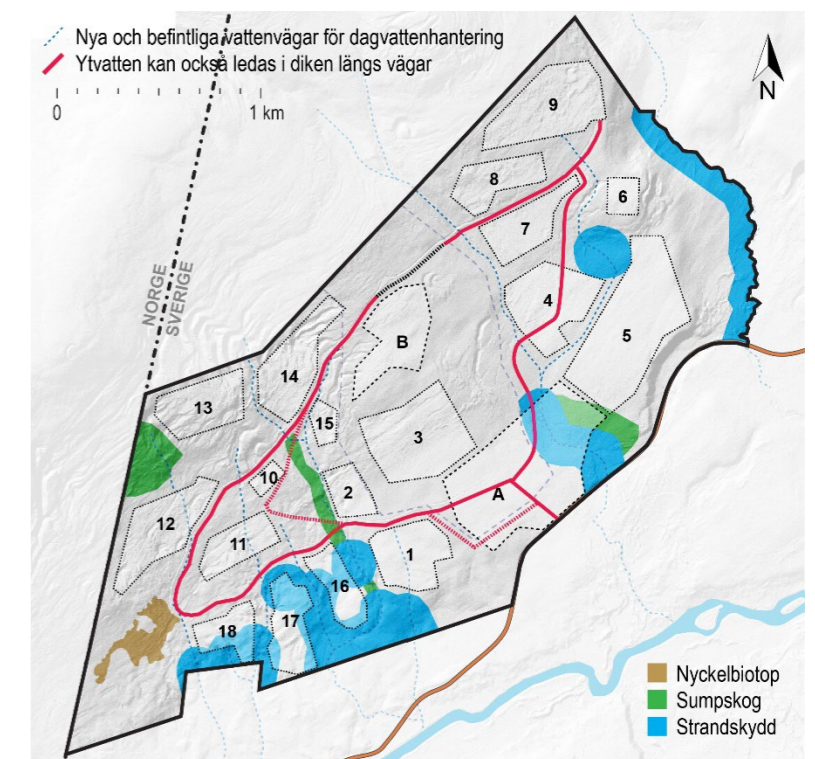 Nya och befintliga vattenvägar för dagvattenhantering
Ytvatten kan också ledas i diken längs vägar
0 1 km
N
NORGE
SVERIGE
9
8
6
7
4
5
B
14
13
15
3
10
2
A
12
11
1
16
17
18
Nyckelbiotop
Sumpskog
Strandskydd